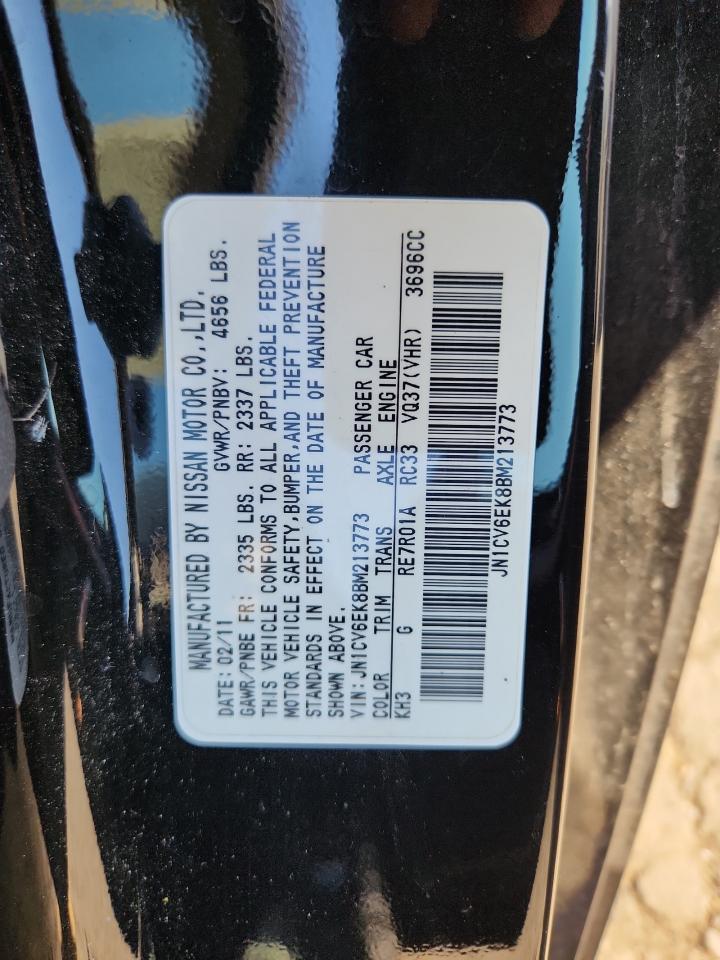 MANUFACTURED BY NISSAN MOTOR CO.,LTD.
DATE: 02/11 GVWR/PNBV: 4656 LBS.
GAWR/PNBE FR: 2335 LBS. RR: 2337 LBS.
THIS VEHICLE CONFORMS TO ALL APPLICABLE FEDERAL
MOTOR VEHICLE SAFETY,BUMPER,AND THEFT PREVENTION
STANDARDS IN EFFECT ON THE DATE OF MANUFACTURE
SHOWN ABOVE.
VIN: JN1CV6EK8BM213773 PASSENGER CAR
COLOR TRIM TRANS AXLE ENGINE
KH3 G RE7R01A RC33 VQ37(VHR) 3696CC
JN1CV6EK8BM213773